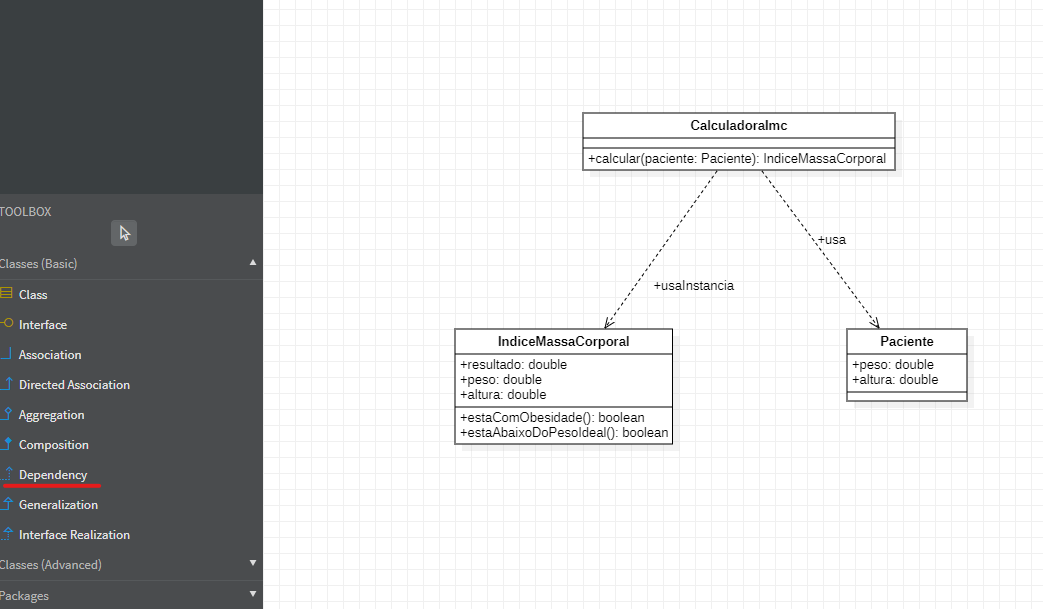 TOOLBOX
Classes (Basic)
Class
Interface
Association
Directed Association
Aggregation
Composition
Dependency
Generalization
Interface Realization
Classes (Advanced)
Packages
CalculadoraImc
+calcular(paciente: Paciente): IndiceMassaCorporal
+usa
+usaInstancia
IndiceMassaCorporal
+resultado: double
+peso: double
+altura: double
+estaComObesidade(): boolean
+estaAbaixoDoPesoIdeal(): boolean
Paciente
+peso: double
+altura: double